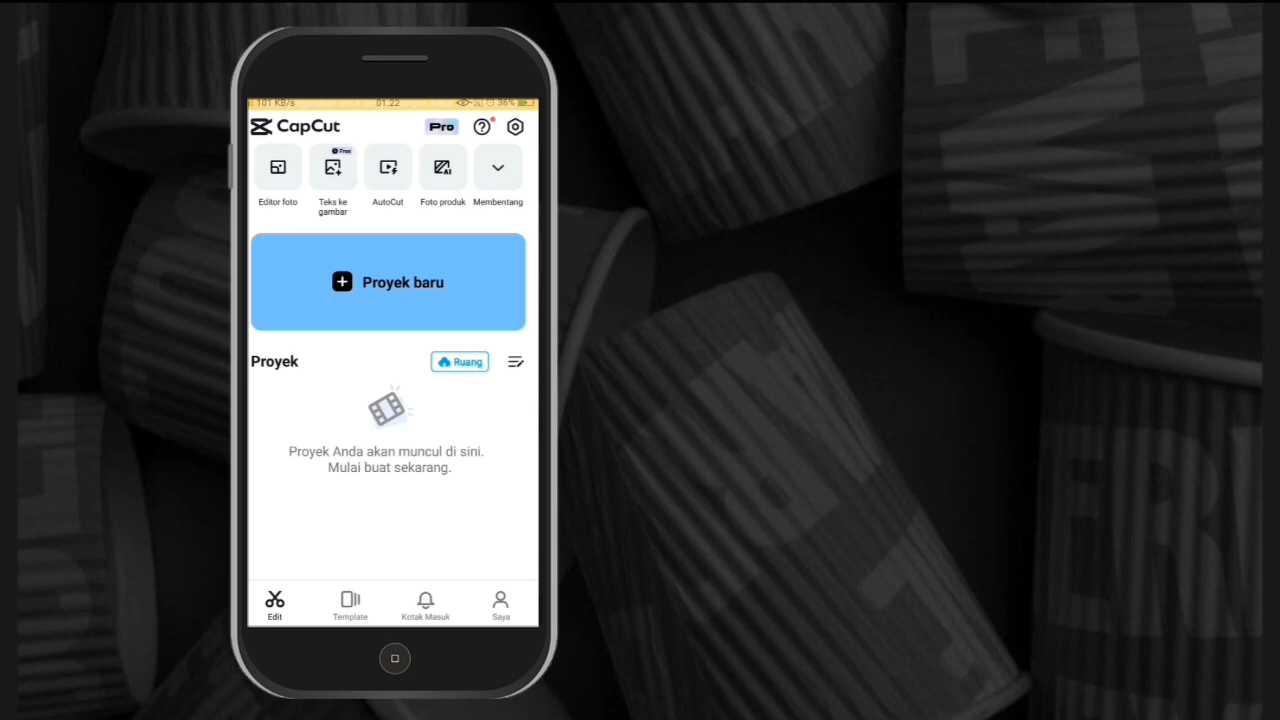 101 KB/s 01.22 36%
CapCut Pro
Free
Editor foto Teks ke gambar AutoCut Foto produk Membentang
Proyek baru
Proyek Ruang
Proyek Anda akan muncul di sini.
Mulai buat sekarang.
Edit Template Kotak Masuk Saya